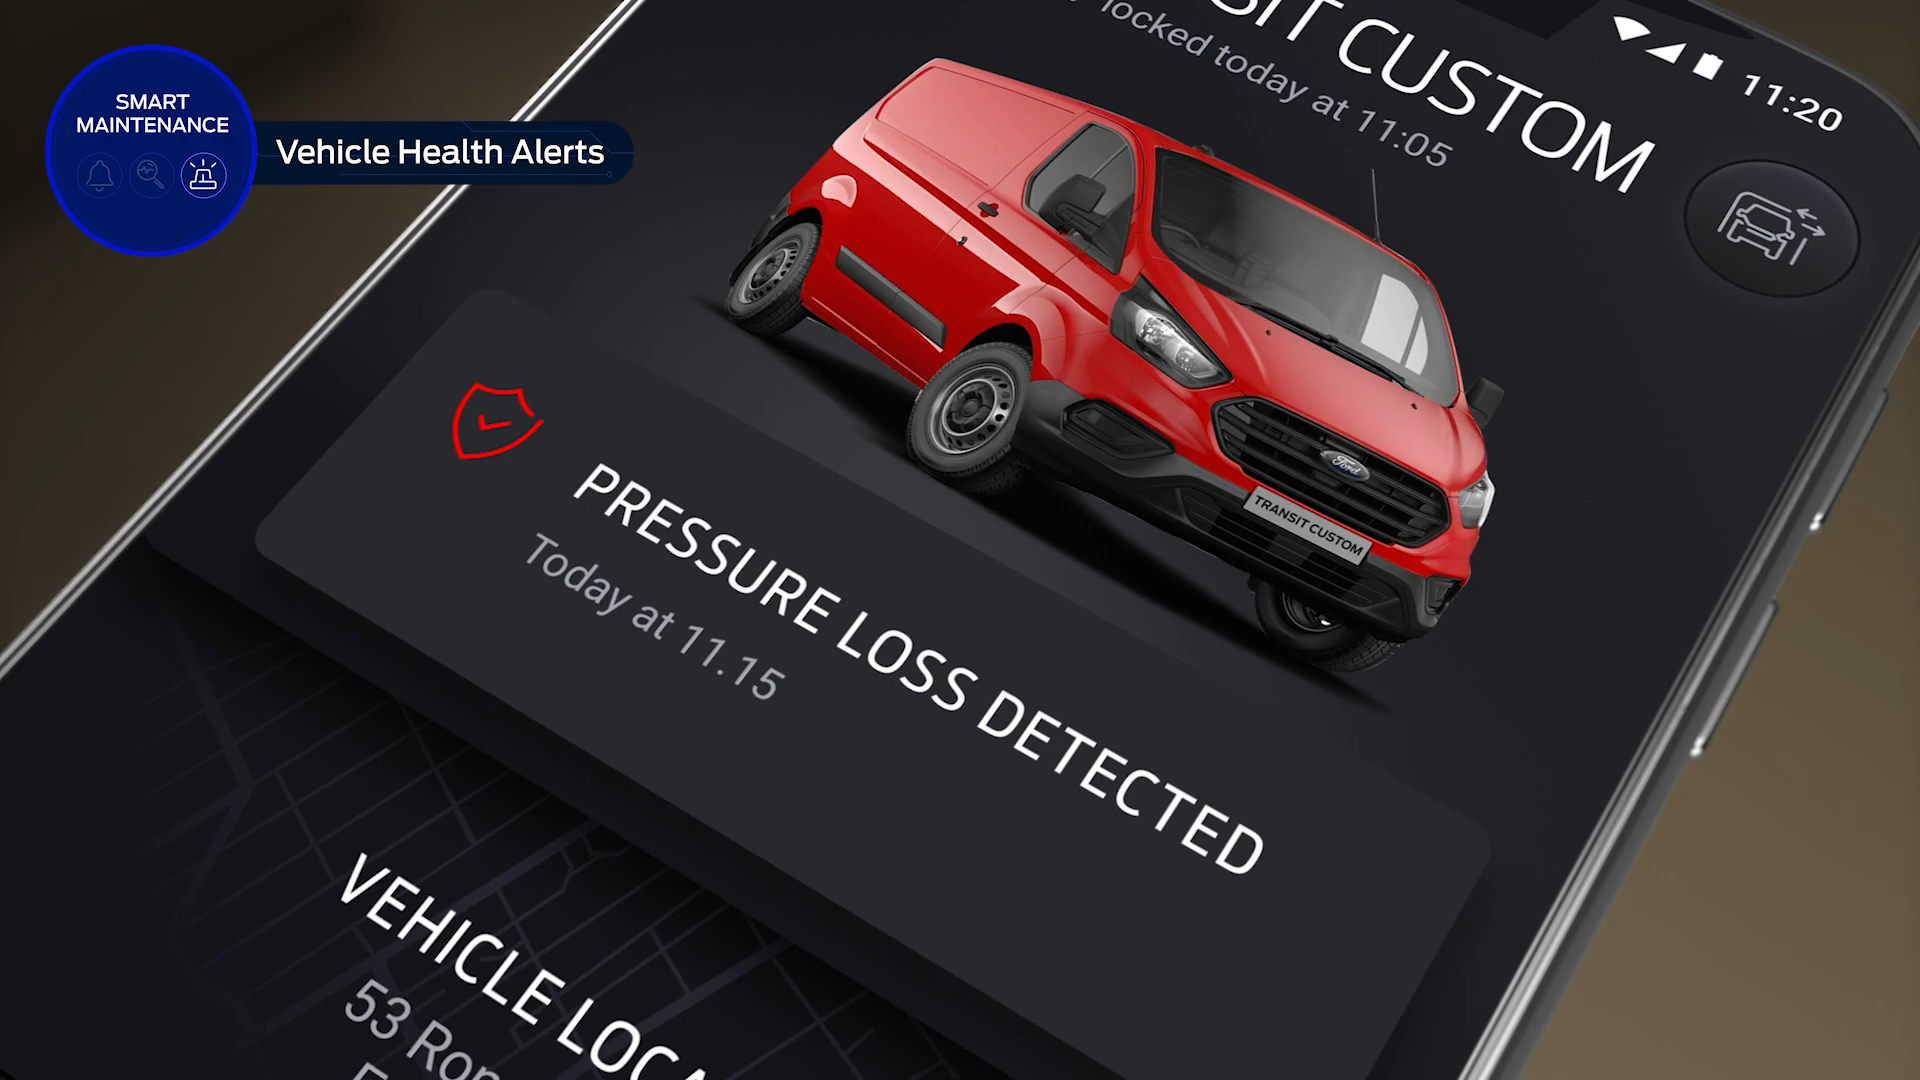 SMART
MAINTENANCE
Vehicle Health Alerts
11:20
CUSTOM
locked today at 11:05
Ford
TRANSIT CUSTOM
PRESSURE LOSS DETECTED
Today at 11.15
VEHICLE
53